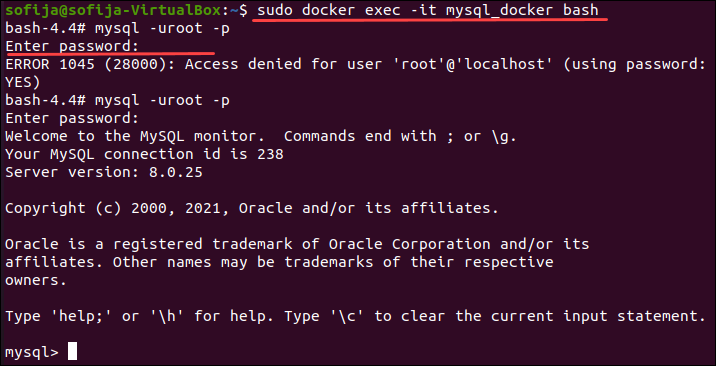 sofija@sofija-VirtualBox:~$ sudo docker exec -it mysql_docker bash
bash-4.4# mysql -uroot -p
Enter password:
ERROR 1045 (28000): Access denied for user 'root'@'localhost' (using password:
YES)
bash-4.4# mysql -uroot -p
Enter password:
Welcome to the MySQL monitor.  Commands end with ; or \g.
Your MySQL connection id is 238
Server version: 8.0.25
Copyright (c) 2000, 2021, Oracle and/or its affiliates.
Oracle is a registered trademark of Oracle Corporation and/or its
affiliates. Other names may be trademarks of their respective
owners.
Type 'help;' or '\h' for help. Type '\c' to clear the current input statement.
mysql>